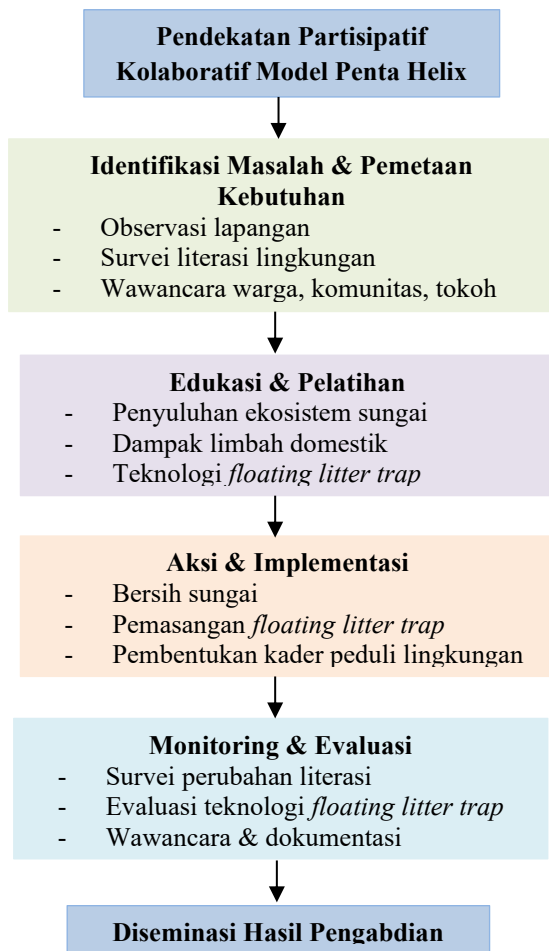 Pendekatan Partisipatif
Kolaboratif Model Penta Helix
Identifikasi Masalah & Pemetaan
Kebutuhan
- Observasi lapangan
- Survei literasi lingkungan
- Wawancara warga, komunitas, tokoh
Edukasi & Pelatihan
- Penyuluhan ekosistem sungai
- Dampak limbah domestik
- Teknologi floating litter trap
Aksi & Implementasi
- Bersih sungai
- Pemasangan floating litter trap
- Pembentukan kader peduli lingkungan
Monitoring & Evaluasi
- Survei perubahan literasi
- Evaluasi teknologi floating litter trap
- Wawancara & dokumentasi
Diseminasi Hasil Pengabdian